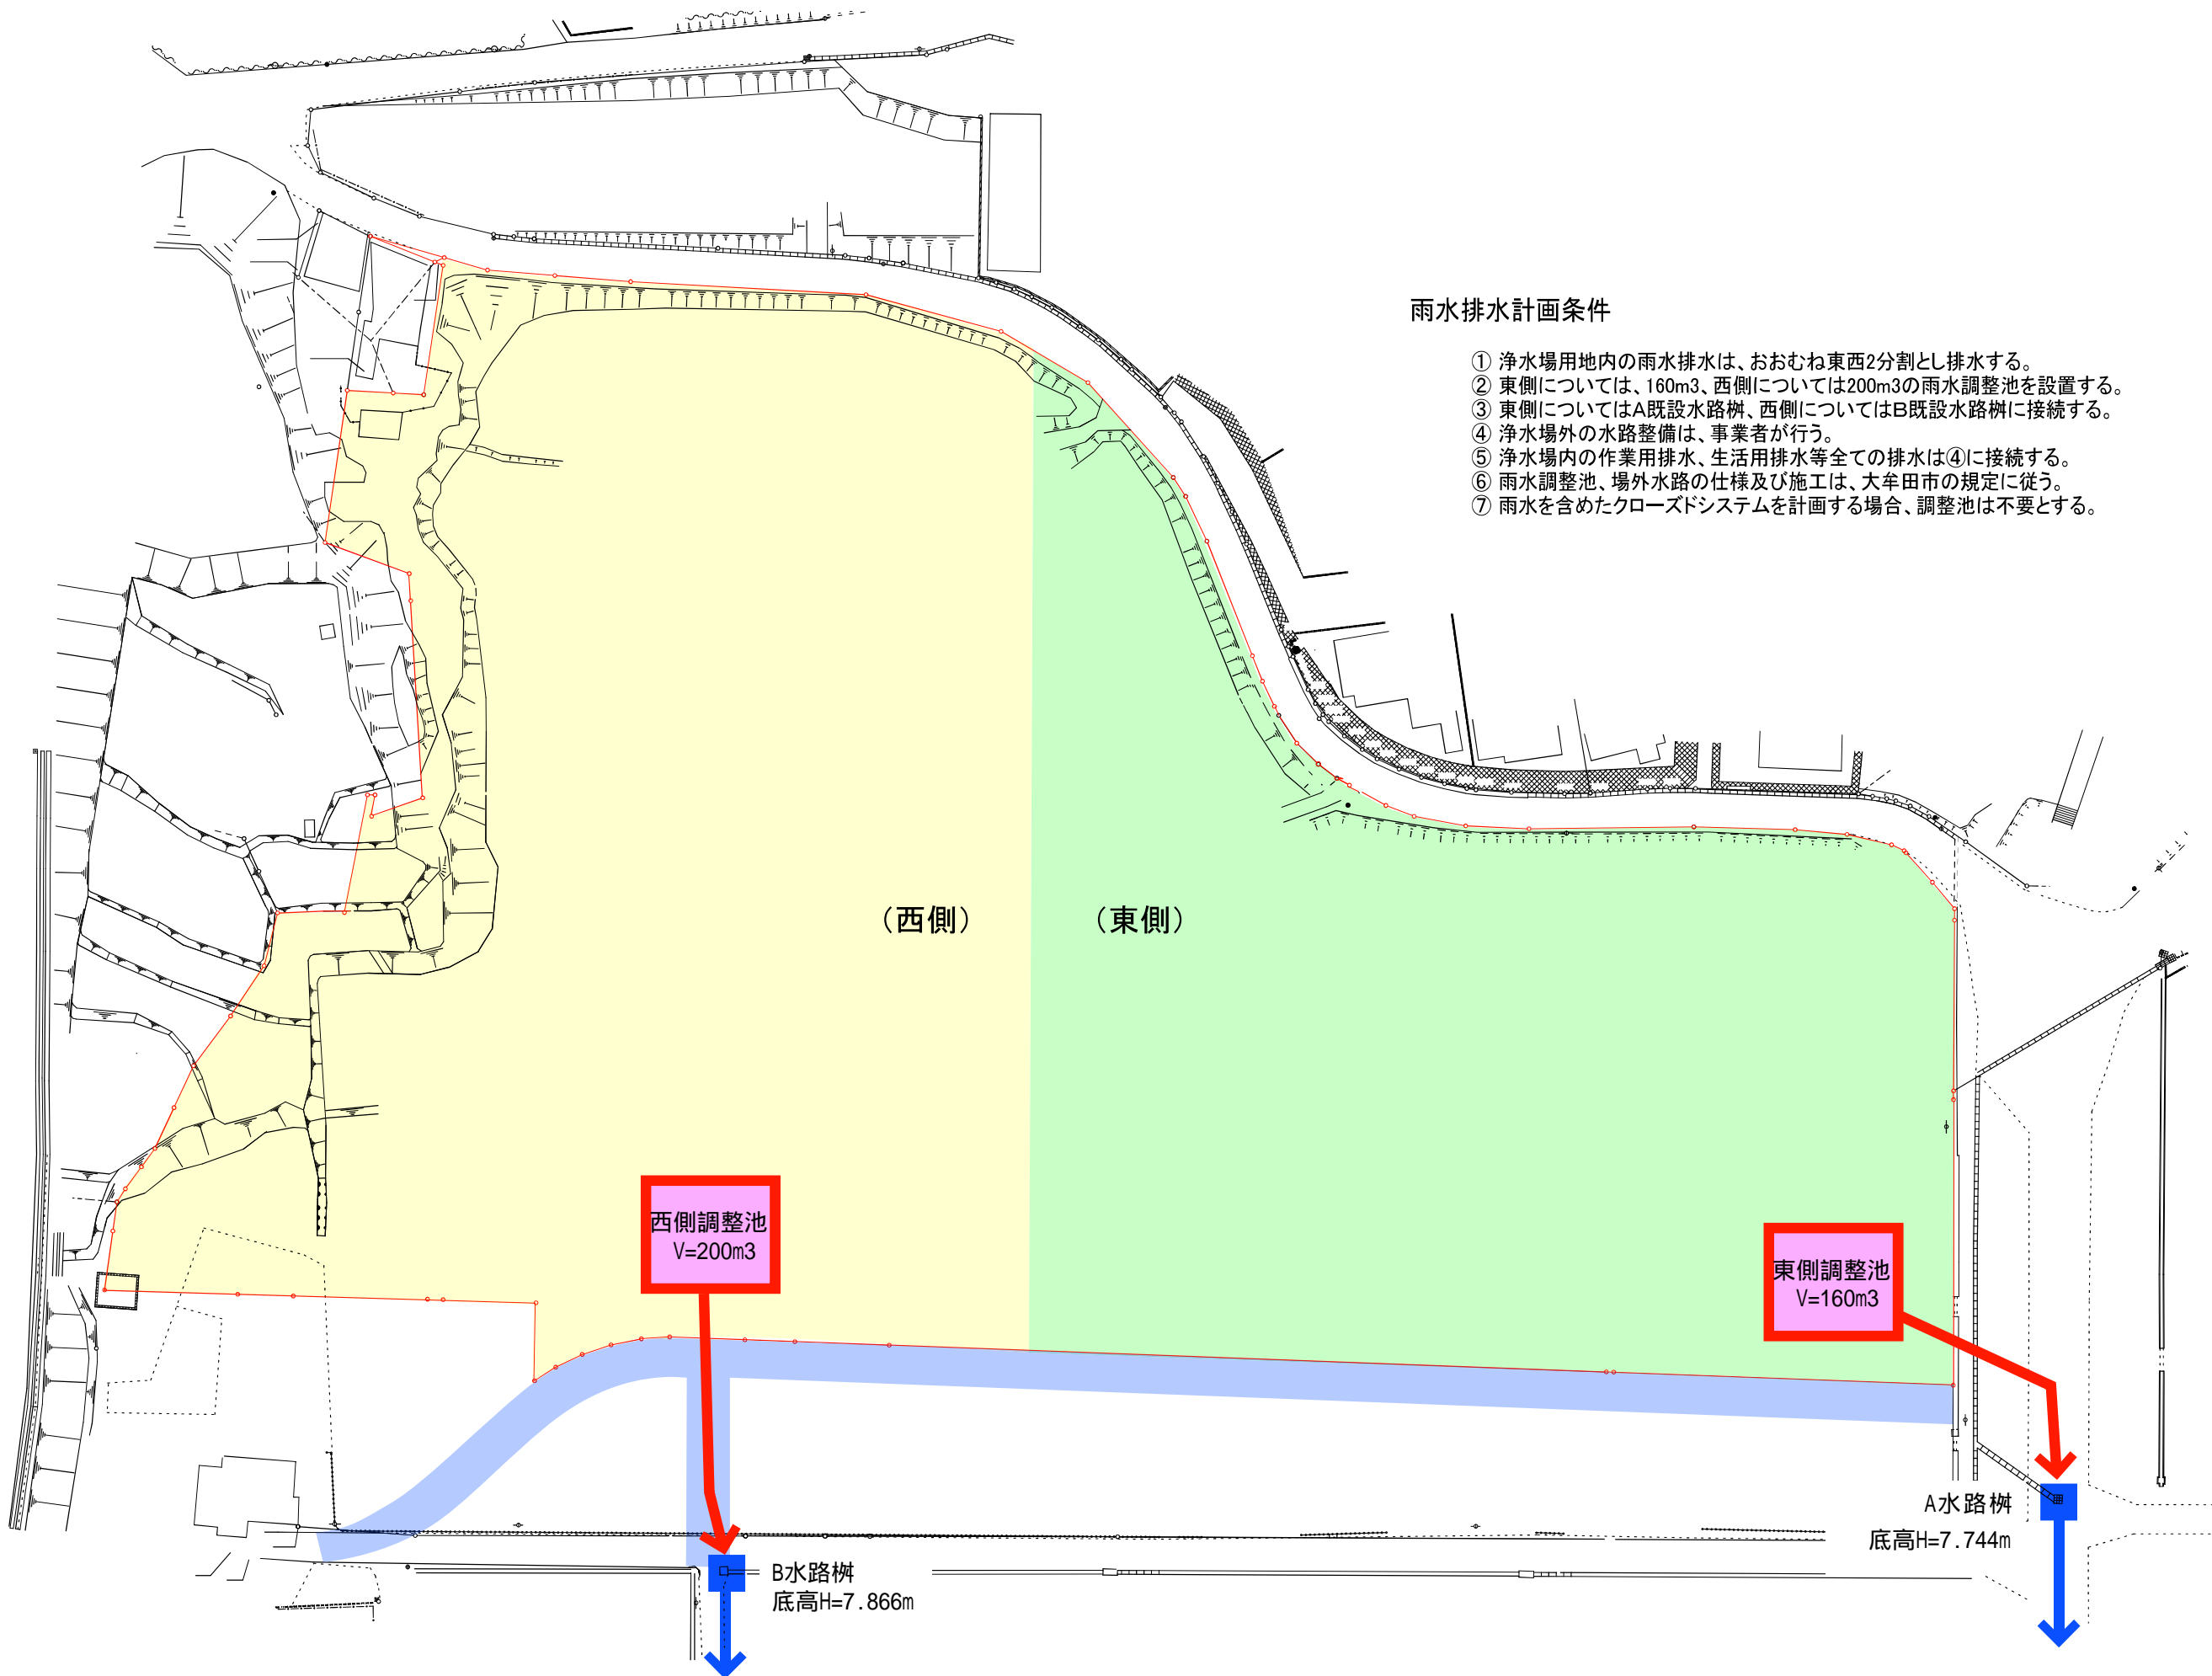 雨水排水計画条件
① 浄水場用地内の雨水排水は、おおむね東西2分割とし排水する。
② 東側については、160m3、西側については200m3の雨水調整池を設置する。
③ 東側についてはA既設水路桝、西側についてはB既設水路桝に接続する。
④ 浄水場外の水路整備は、事業者が行う。
⑤ 浄水場内の作業用排水、生活用排水等全ての排水は④に接続する。
⑥ 雨水調整池、場外水路の仕様及び施工は、大牟田市の規定に従う。
⑦ 雨水を含めたクローズドシステムを計画する場合、調整池は不要とする。
（西側）
（東側）
西側調整池
V=200m3
東側調整池
V=160m3
A水路桝
底高H=7.744m
B水路桝
底高H=7.866m